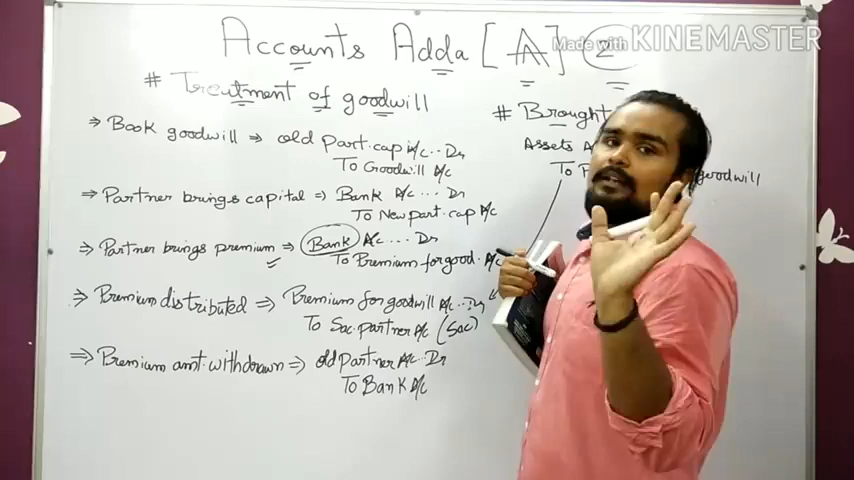 Accounts Adda [A] 2
Made with KINEMASTER
# Treatment of goodwill
⇒ Book goodwill ⇒ old Part.cap A/c .. Dr
To Goodwill A/c
⇒ Partner brings capital ⇒ Bank A/c ... Dr
To New part.cap A/c
⇒ Partner brings premium ⇒ Bank A/c .... Dr
To Premium for good. A/c
⇒ Premium distributed ⇒ Premium for goodwill A/c ..Dr
To Sac.partner A/c (Sac)
⇒ Premium amt.withdrawn ⇒ old Partner A/c .. Dr
To Bank A/c
# Brought
Assets A
To P goodwill